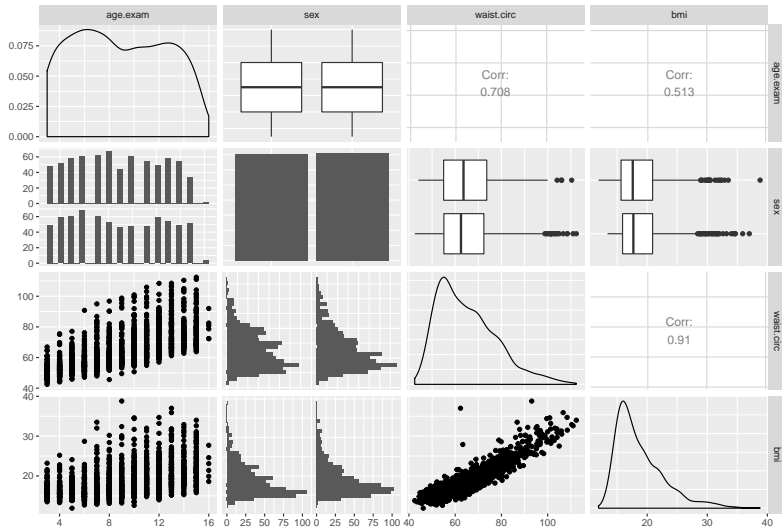 age.exam sex waist.circ bmi
0.075
0.050
0.025
0.000
Corr:
0.708
Corr:
0.513
age.exam
60
40
20
0
60
40
20
0
sex
100
80
60
40
Corr:
0.91
waist.circ
40
30
20
bmi
4 8 12 16
0 25 50 75 100 0 25 50 75 100
40 60 80 100
20 30 40